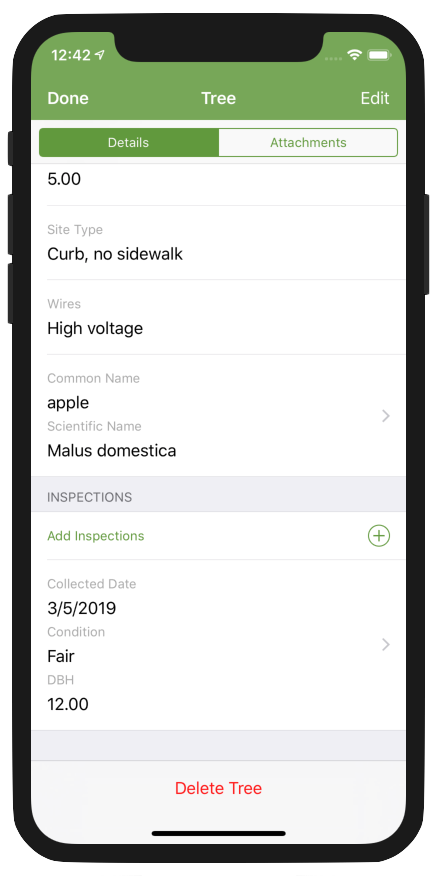 12:42
Done Tree Edit
Details Attachments
5.00
Site Type
Curb, no sidewalk
Wires
High voltage
Common Name
apple
Scientific Name
Malus domestica
INSPECTIONS
Add Inspections
Collected Date
3/5/2019
Condition
Fair
DBH
12.00
Delete Tree